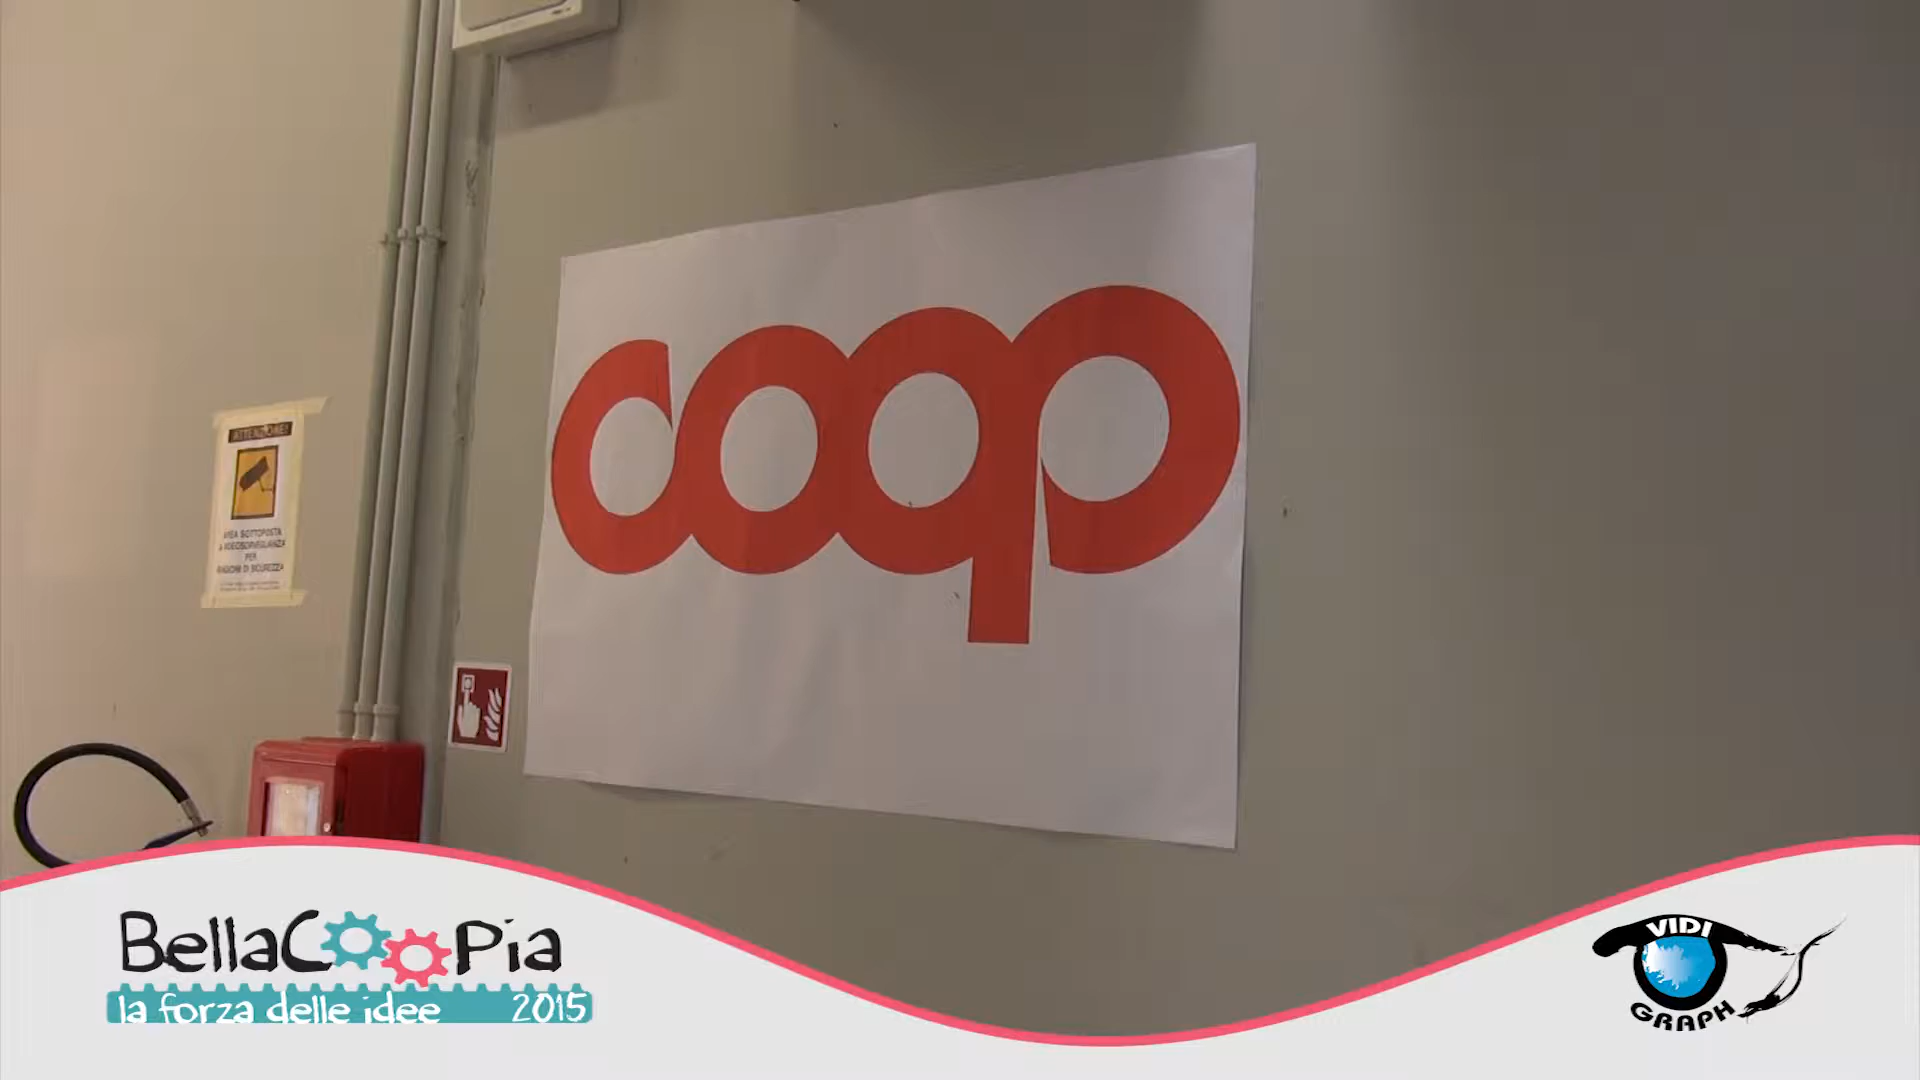 coop
ATTENZIONE!
AREA SOTTOPOSTA
A VIDEOSORVEGLIANZA
PER
RAGIONI DI SICUREZZA
BellaCooPia
la forza delle idee 2015
VIDI
GRAPH